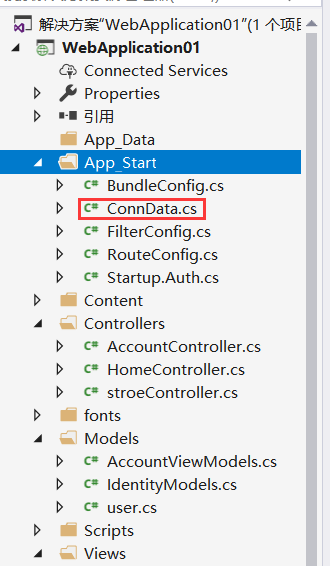 解决方案"WebApplication01"(1 个项目
WebApplication01
Connected Services
Properties
引用
App_Data
App_Start
BundleConfig.cs
ConnData.cs
FilterConfig.cs
RouteConfig.cs
Startup.Auth.cs
Content
Controllers
AccountController.cs
HomeController.cs
stroeController.cs
fonts
Models
AccountViewModels.cs
IdentityModels.cs
user.cs
Scripts
Views